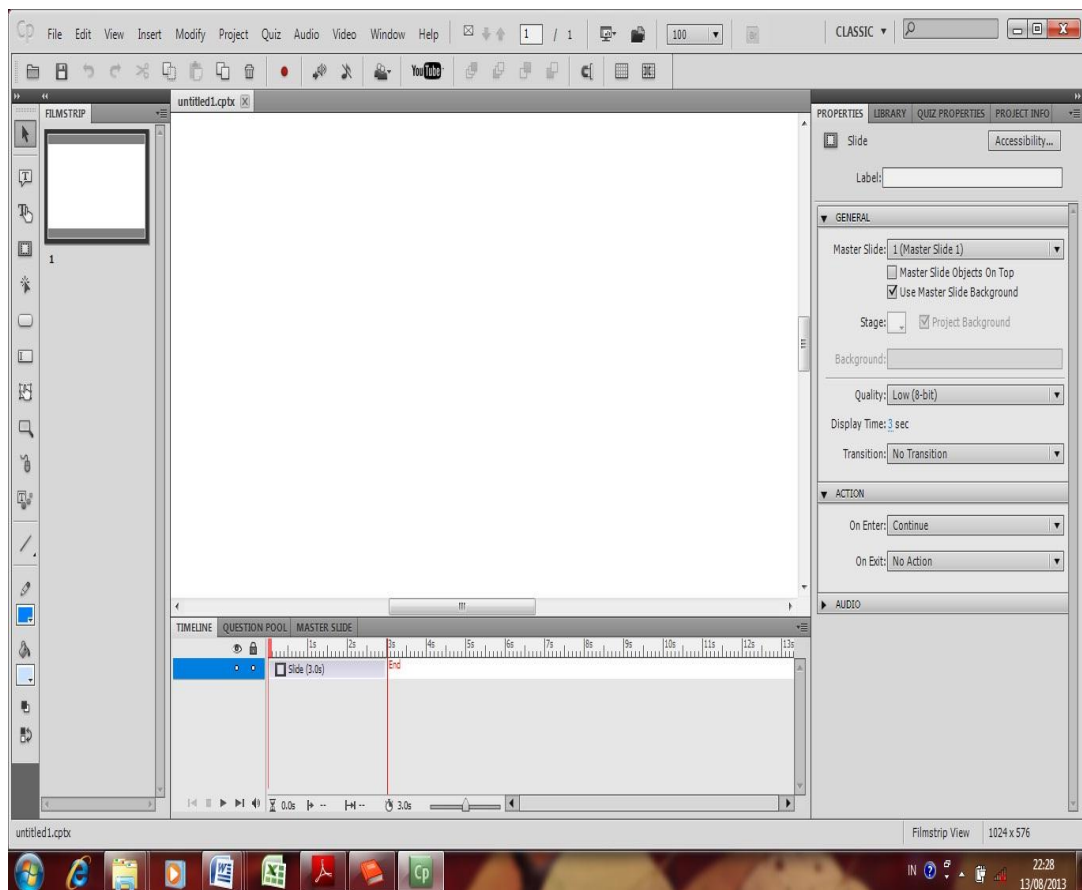 Cp File Edit View Insert Modify Project Quiz Audio Video Window Help 1 / 1 100 CLASSIC
YouTube
untitled1.cptx
FILMSTRIP
1
PROPERTIES LIBRARY QUIZ PROPERTIES PROJECT INFO
Slide Accessibility...
Label:
GENERAL
Master Slide: 1 (Master Slide 1)
Master Slide Objects On Top
Use Master Slide Background
Stage: Project Background
Background:
Quality: Low (8-bit)
Display Time: 3 sec
Transition: No Transition
ACTION
On Enter: Continue
On Exit: No Action
AUDIO
TIMELINE QUESTION POOL MASTER SLIDE
1s 2s 3s 4s 5s 6s 7s 8s 9s 10s 11s 12s 13s
Slide (3.0s) End
0.0s -- -- 3.0s
untitled1.cptx Filmstrip View 1024 x 576
Cp IN 22:28
13/08/2013